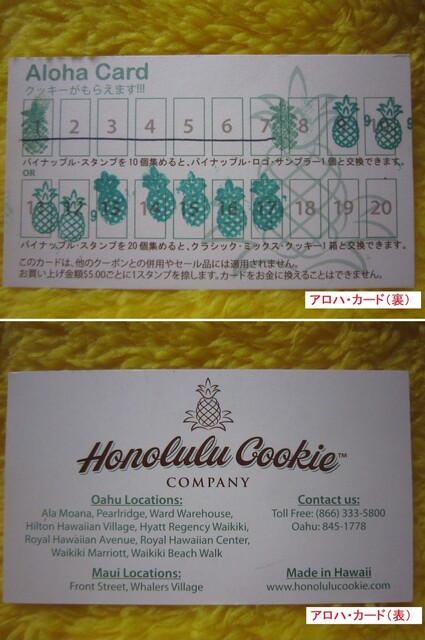 Aloha Card
クッキーがもらえます!!!
1 2 3 4 5 6 7 8 9 10
パイナップル・スタンプを10個集めると、パイナップル・ロゴ・サンプラー1個と交換できます。
OR
11 12 13 14 15 16 17 18 19 20
パイナップル・スタンプを20個集めると、クラシック・ミックス・クッキー1箱と交換できます。
このカードは、他のクーポンとの併用やセール品には適用されません。
お買い上げ金額$5.00ごとに1スタンプを捺します。カードをお金に換えることはできません。
アロハ・カード(裏)
Honolulu Cookie™
COMPANY
Oahu Locations:
Ala Moana, Pearlridge, Ward Warehouse,
Hilton Hawaiian Village, Hyatt Regency Waikiki,
Royal Hawaiian Avenue, Royal Hawaiian Center,
Waikiki Marriott, Waikiki Beach Walk
Maui Locations:
Front Street, Whalers Village
Contact us:
Toll Free: (866) 333-5800
Oahu: 845-1778
Made in Hawaii
www.honolulucookie.com
アロハ・カード(表)